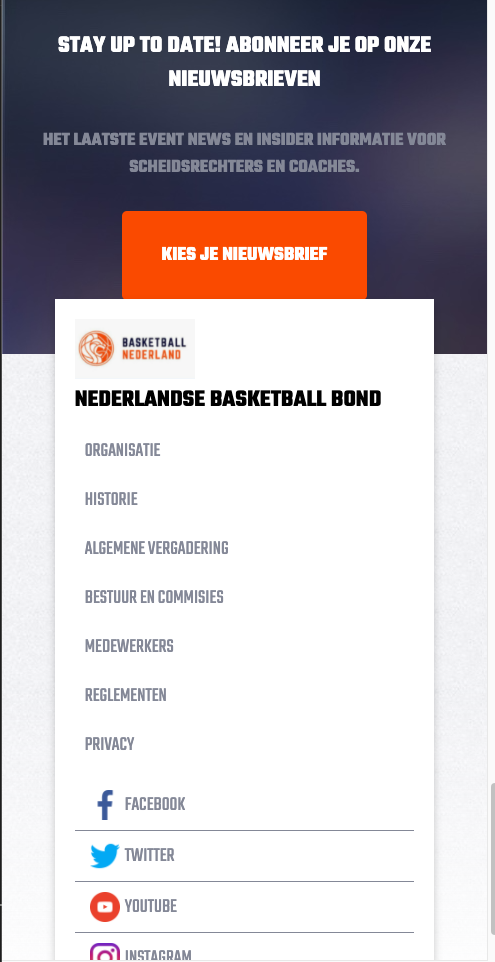 STAY UP TO DATE! ABONNEER JE OP ONZE
NIEUWSBRIEVEN
HET LAATSTE EVENT NEWS EN INSIDER INFORMATIE VOOR
SCHEIDSRECHTERS EN COACHES.
KIES JE NIEUWSBRIEF
BASKETBALL
NEDERLAND
NEDERLANDSE BASKETBALL BOND
ORGANISATIE
HISTORIE
ALGEMENE VERGADERING
BESTUUR EN COMMISIES
MEDEWERKERS
REGLEMENTEN
PRIVACY
FACEBOOK
TWITTER
YOUTUBE
INSTAGRAM